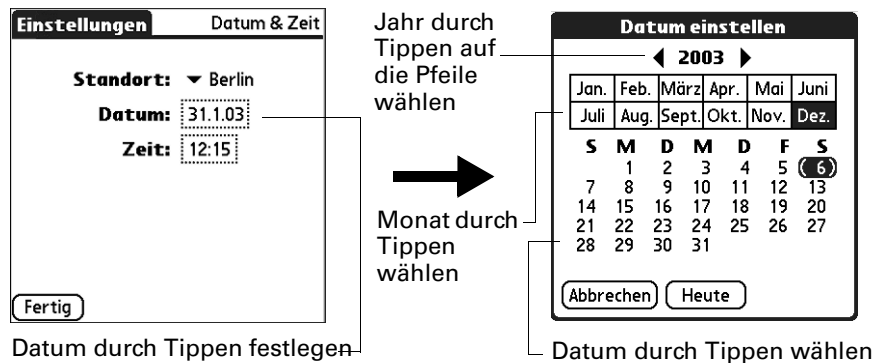 Einstellungen Datum & Zeit
Standort: Berlin
Datum: 31.1.03
Zeit: 12:15
Fertig
Datum durch Tippen festlegen
Jahr durch
Tippen auf
die Pfeile
wählen
Monat durch
Tippen
wählen
Datum einstellen
2003
Jan. Feb. März Apr. Mai Juni
Juli Aug. Sept. Okt. Nov. Dez.
S M D M D F S
1 2 3 4 5 6
7 8 9 10 11 12 13
14 15 16 17 18 19 20
21 22 23 24 25 26 27
28 29 30 31
Abbrechen Heute
Datum durch Tippen wählen